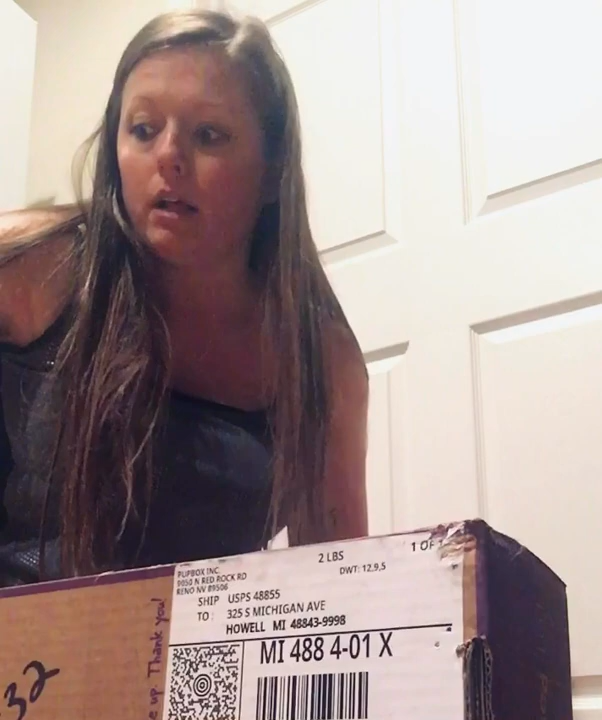 2 LBS
1 OF
PUPBOX INC.
DWT: 12,9,5
9050 N RED ROCK RD
RENO NV 89506
SHIP USPS 48855
TO : 325 S MICHIGAN AVE
HOWELL MI 48843-9998
MI 488 4-01 X
32
e up. Thank you!